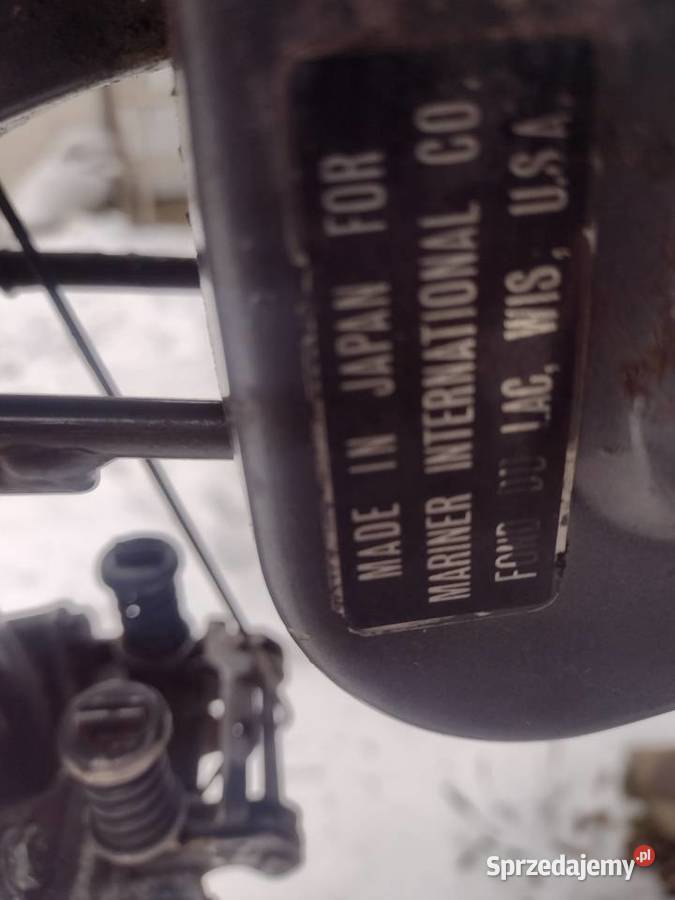 MADE IN JAPAN FOR
MARINER INTERNATIONAL CO.
FOND DU LAC, WIS, U.S.A.
Sprzedajemy.pl